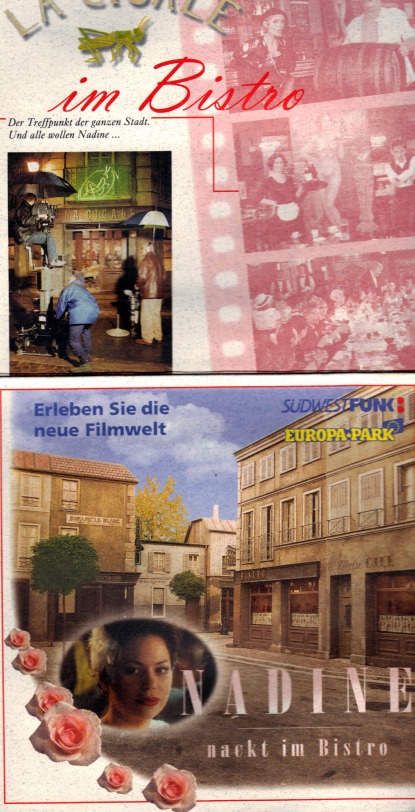 LA CIGALE
im Bistro
Der Treffpunkt der ganzen Stadt.
Und alle wollen Nadine ...
LA CIGALE
Erleben Sie die
neue Filmwelt
SÜDWESTFUNK
EUROPA-PARK
BISTRO
NADINE
nackt im Bistro